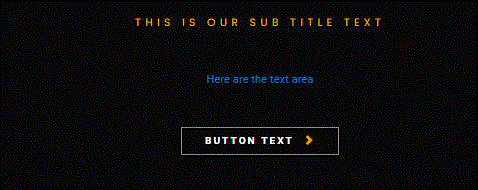 THIS IS OUR SUB TITLE TEXT
Here are the text area
BUTTON TEXT